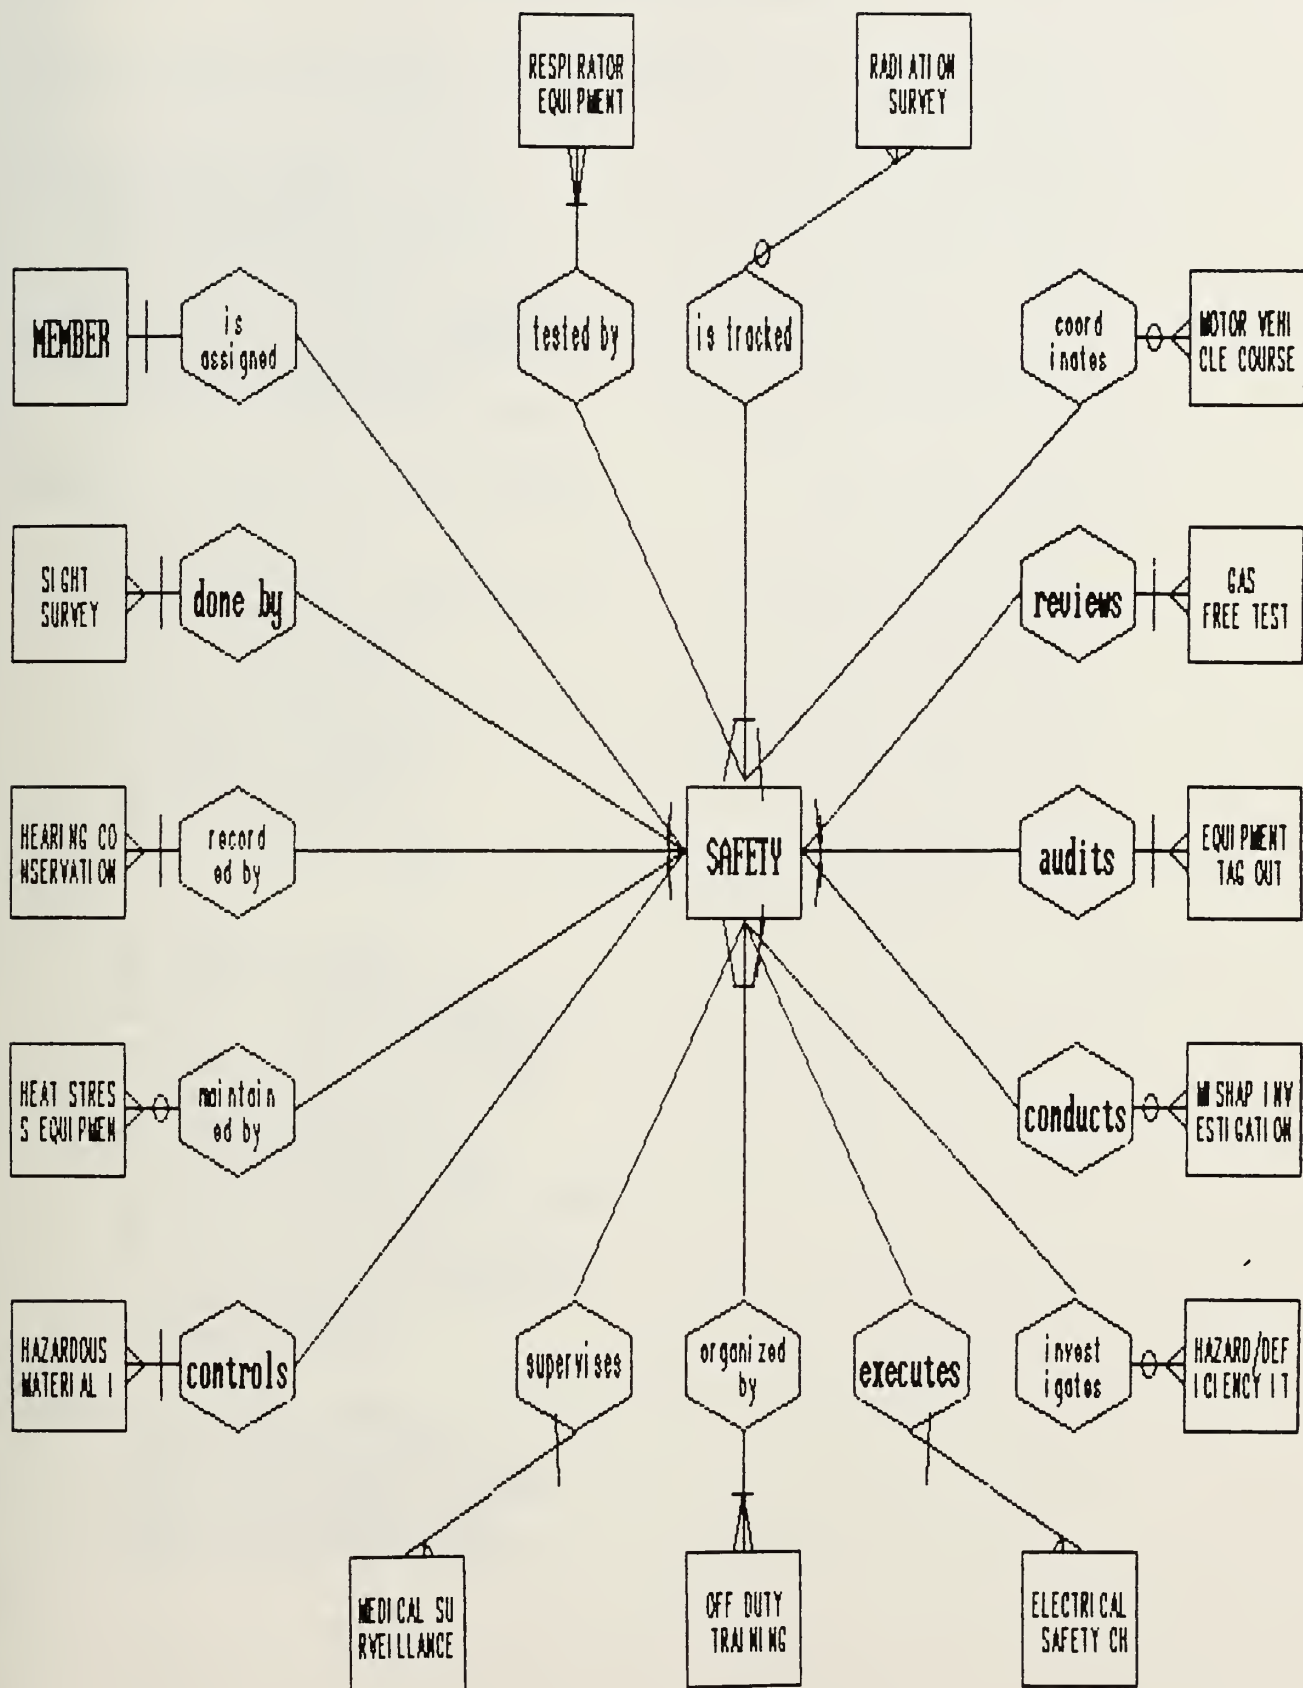 RESPIRATOR
EQUIPMENT
RADIATION
SURVEY
MEMBER
is
assigned
tested by
is tracked
coord
inates
MOTOR VEHI
CLE COURSE
SIGHT
SURVEY
done by
reviews
GAS
FREE TEST
HEARING CO
NSERVATION
record
ed by
SAFETY
audits
EQUIPMENT
TAG OUT
HEAT STRES
S EQUIPMEN
maintain
ed by
conducts
MISHAP INV
ESTIGATION
HAZARDOUS
MATERIAL I
controls
supervises
organized
by
executes
invest
igates
HAZARD/DEF
ICIENCY IT
MEDICAL SU
RVEILLANCE
OFF DUTY
TRAINING
ELECTRICAL
SAFETY CH